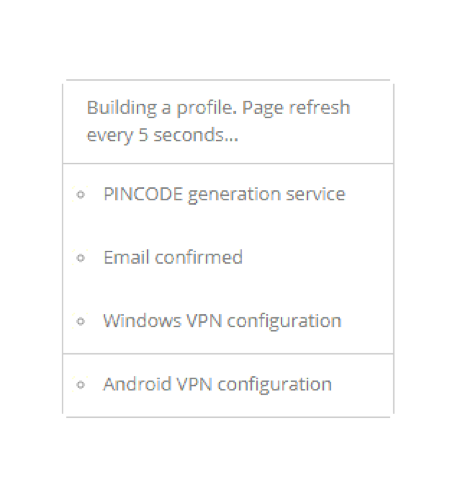 Building a profile. Page refresh
every 5 seconds...
PINCODE generation service
Email confirmed
Windows VPN configuration
Android VPN configuration